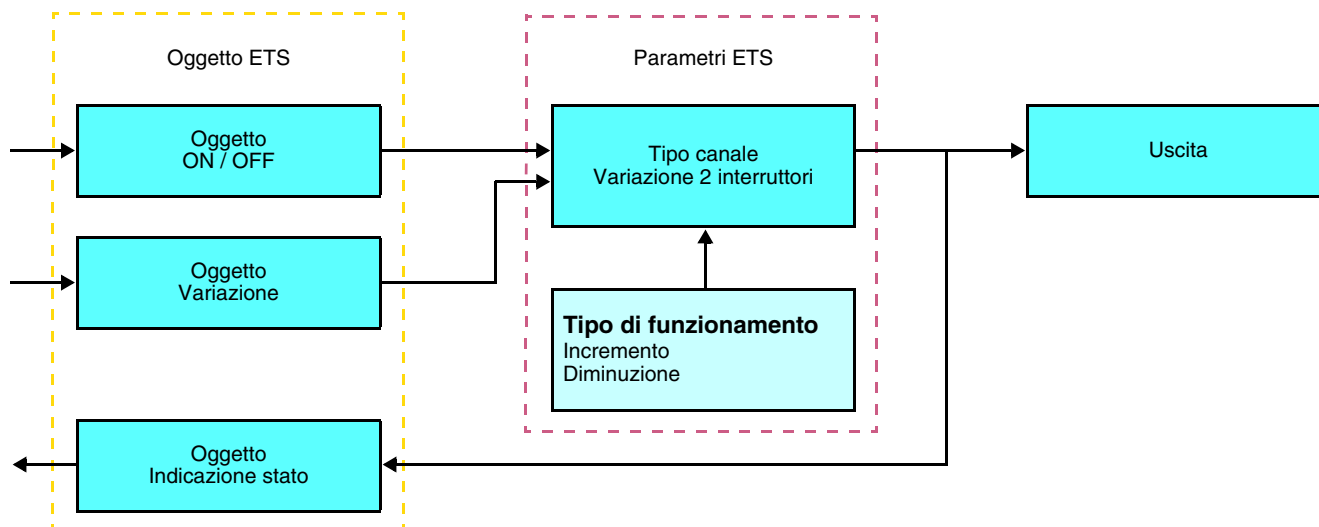 Oggetto ETS
Parametri ETS
Oggetto
ON / OFF
Tipo canale
Variazione 2 interruttori
Uscita
Oggetto
Variazione
Tipo di funzionamento
Incremento
Diminuzione
Oggetto
Indicazione stato